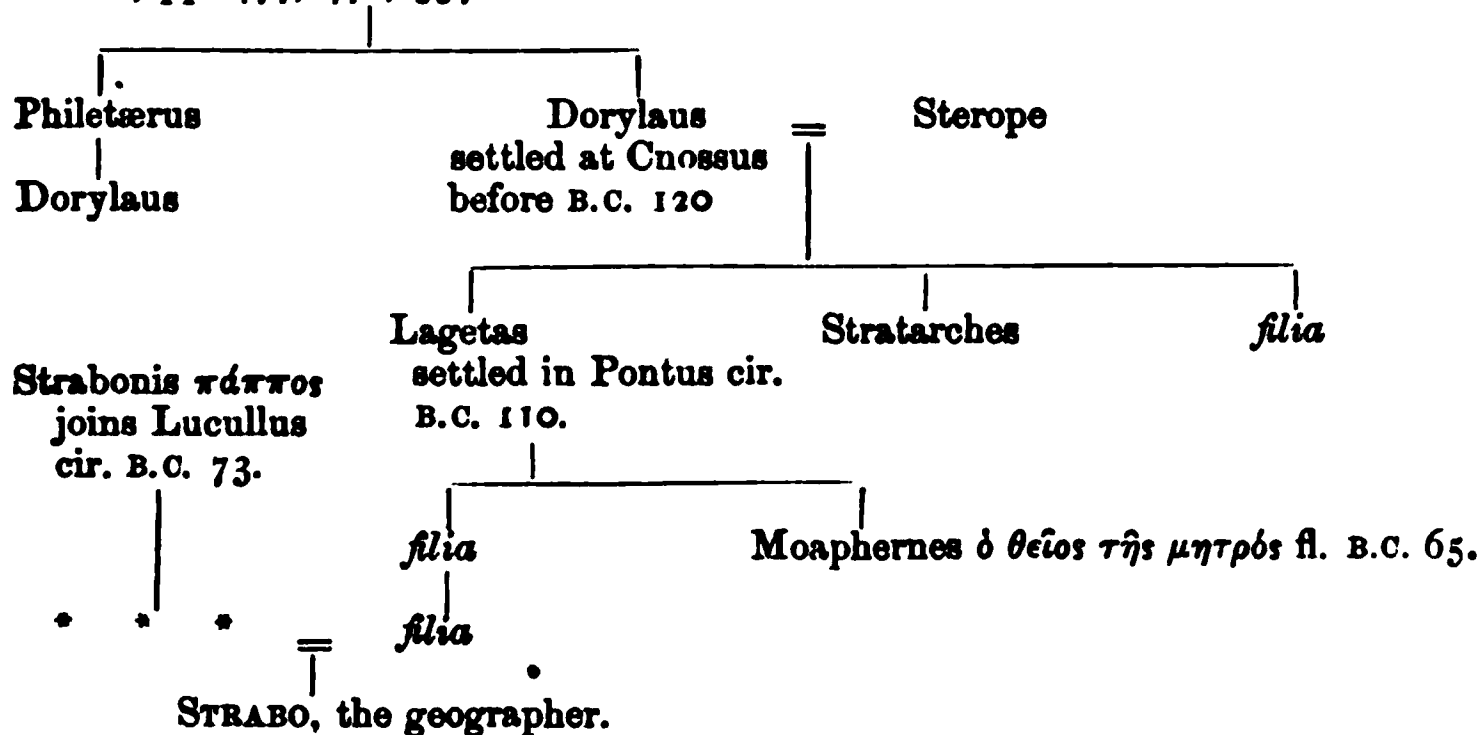 Philetærus Dorylaus = Sterope
settled at Cnossus
Dorylaus before B.C. 120
Lagetas Stratarches filia
settled in Pontus cir.
B.C. 110.
Strabonis πάππος
joins Lucullus
cir. B.C. 73.
filia Moaphernes ὁ θεῖος τῆς μητρός fl. B.C. 65.
* * * = filia
STRABO, the geographer.